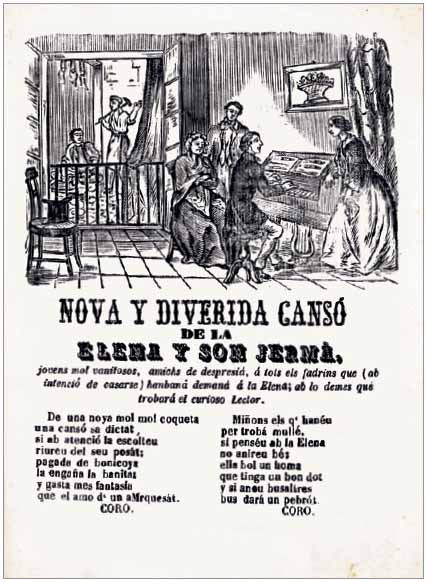 NOVA Y DIVERIDA CANSÓ
DE LA
ELENA Y SON JERMÀ,
jovens mol vanitosos, amichs de despresiá, á tots els fadrins que (ab
intenció de casarse) hanbaná demaná á la Elena; ab lo demes que
trobará el curioso Lector.
De una noya mol mol coqueta
una cansó sa dictat,
si ab atenció la escolteu
riureu del seu posát;
pagada de bonicoya
la engaña la banitat
y gasta mes fantasía
que el amo d' un aMrquesát.
CORO.
Miñons els q' hanéu
per trobá mullé,
si penséu ab la Elena
no anireu bé;
ella bol un homa
que tinga un bon dot
y si aneu busalires
bus dará un pebrót.
CORO.